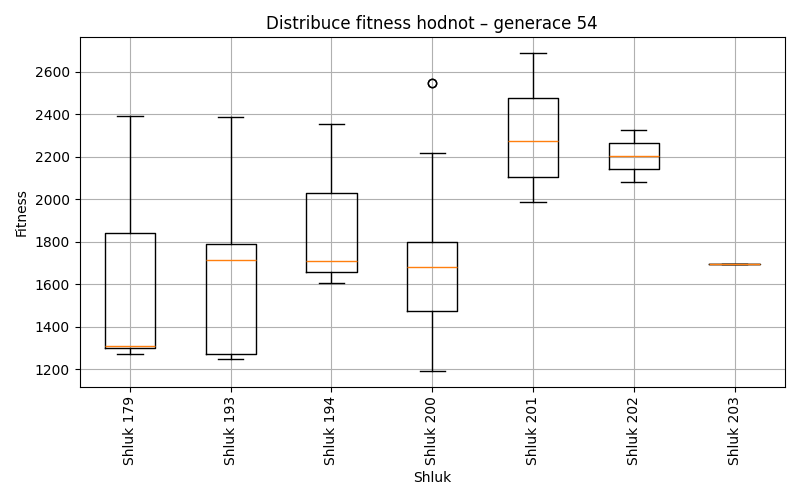 Distribuce fitness hodnot – generace 54
Fitness
2600
2400
2200
2000
1800
1600
1400
1200
Shluk 179
Shluk 193
Shluk 194
Shluk 200
Shluk 201
Shluk 202
Shluk 203
Shluk